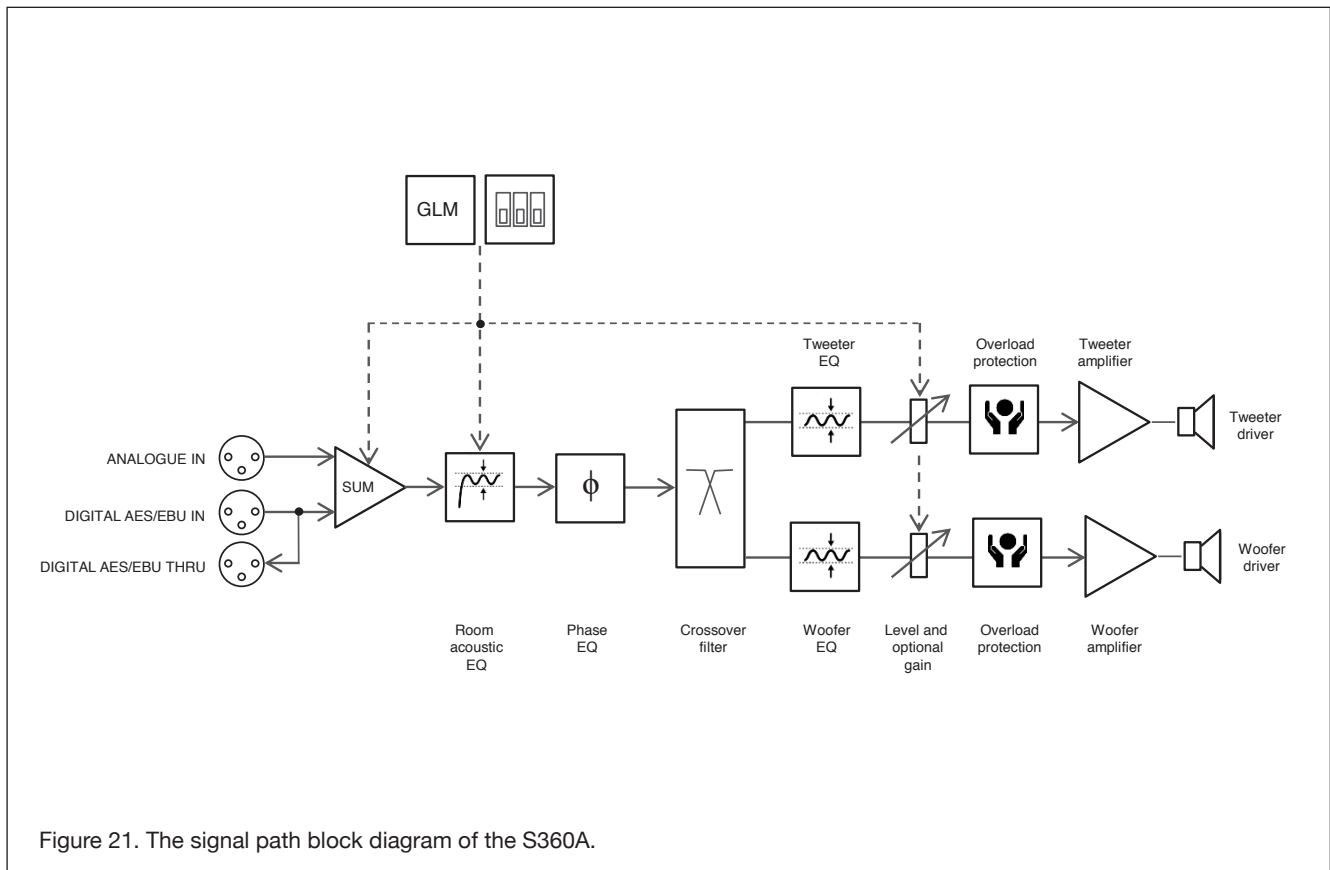 GLM
Tweeter
EQ
Overload
protection
Tweeter
amplifier
Tweeter
driver
ANALOGUE IN
SUM
DIGITAL AES/EBU IN
ϕ
DIGITAL AES/EBU THRU
Woofer
driver
Room
acoustic
EQ
Phase
EQ
Crossover
filter
Woofer
EQ
Level and
optional
gain
Overload
protection
Woofer
amplifier
Figure 21. The signal path block diagram of the S360A.